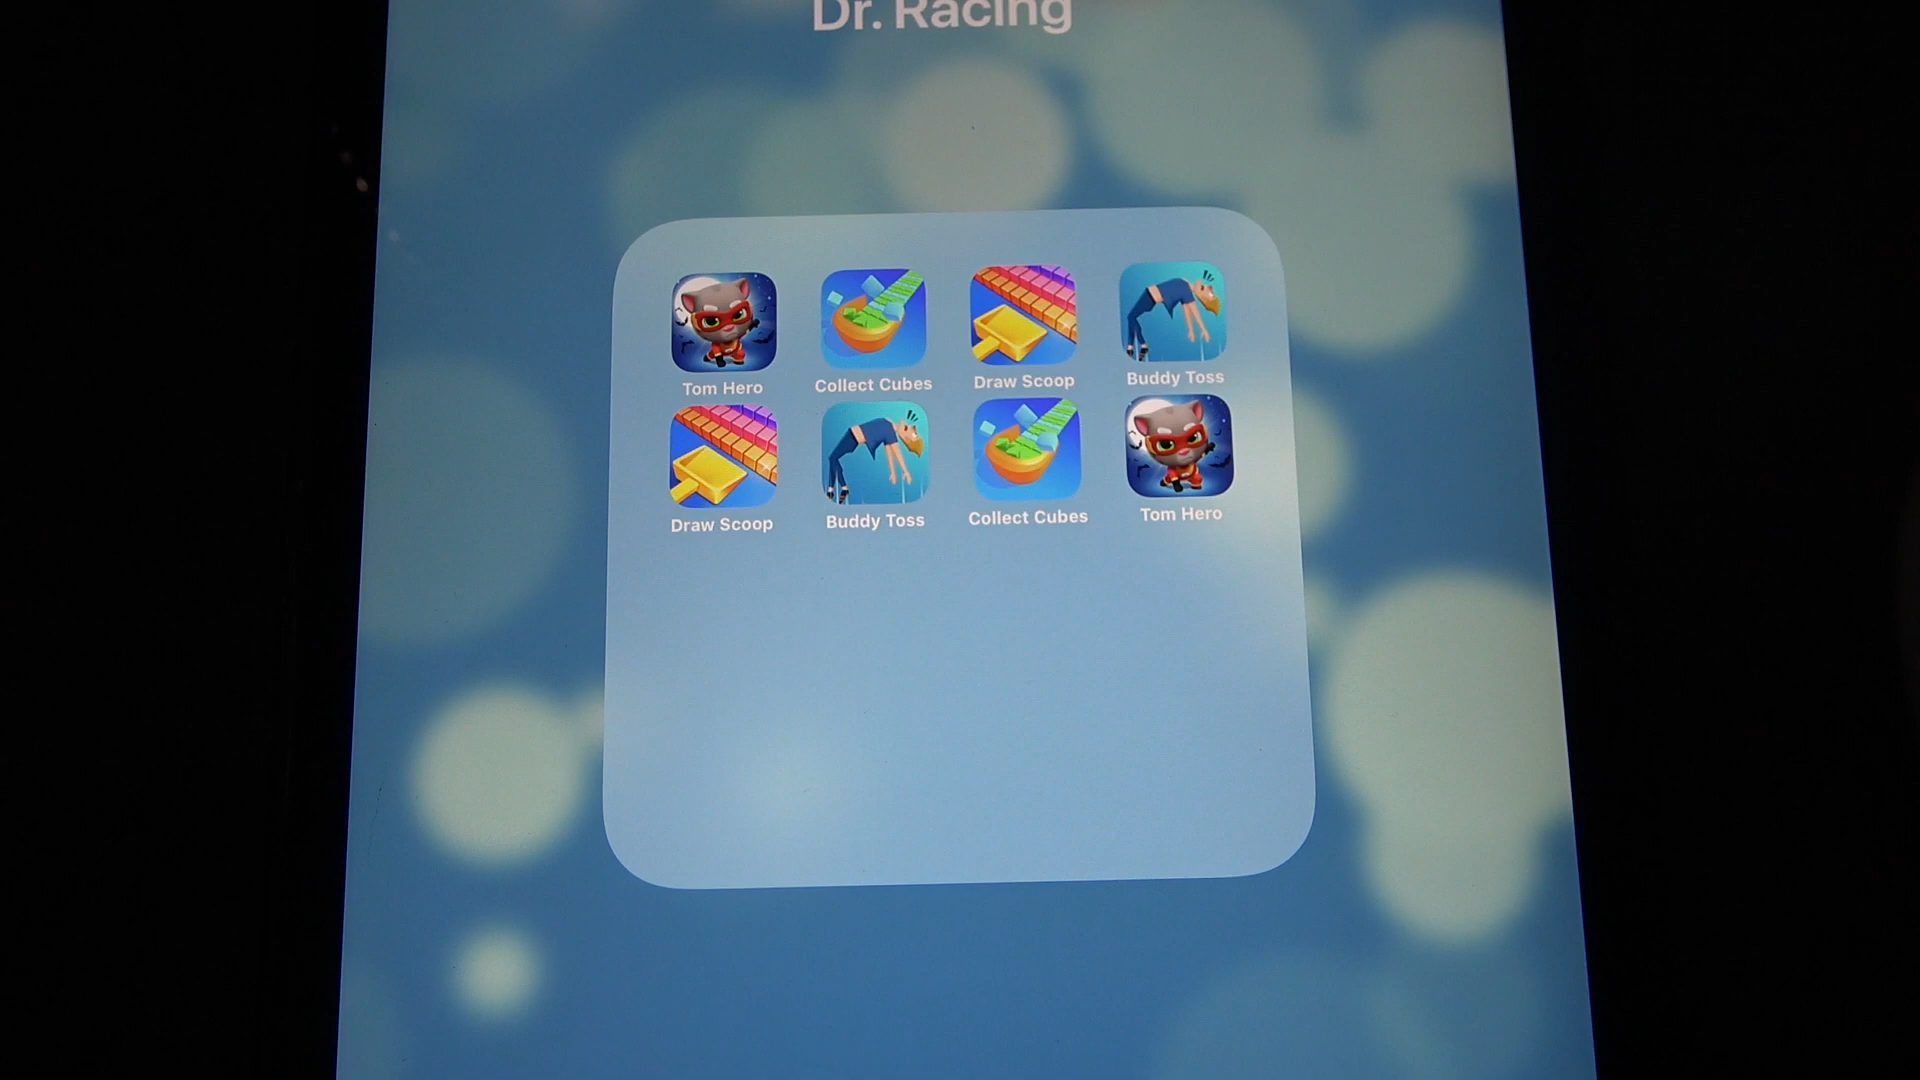 Dr. Racing
Tom Hero
Collect Cubes
Draw Scoop
Buddy Toss
Draw Scoop
Buddy Toss
Collect Cubes
Tom Hero